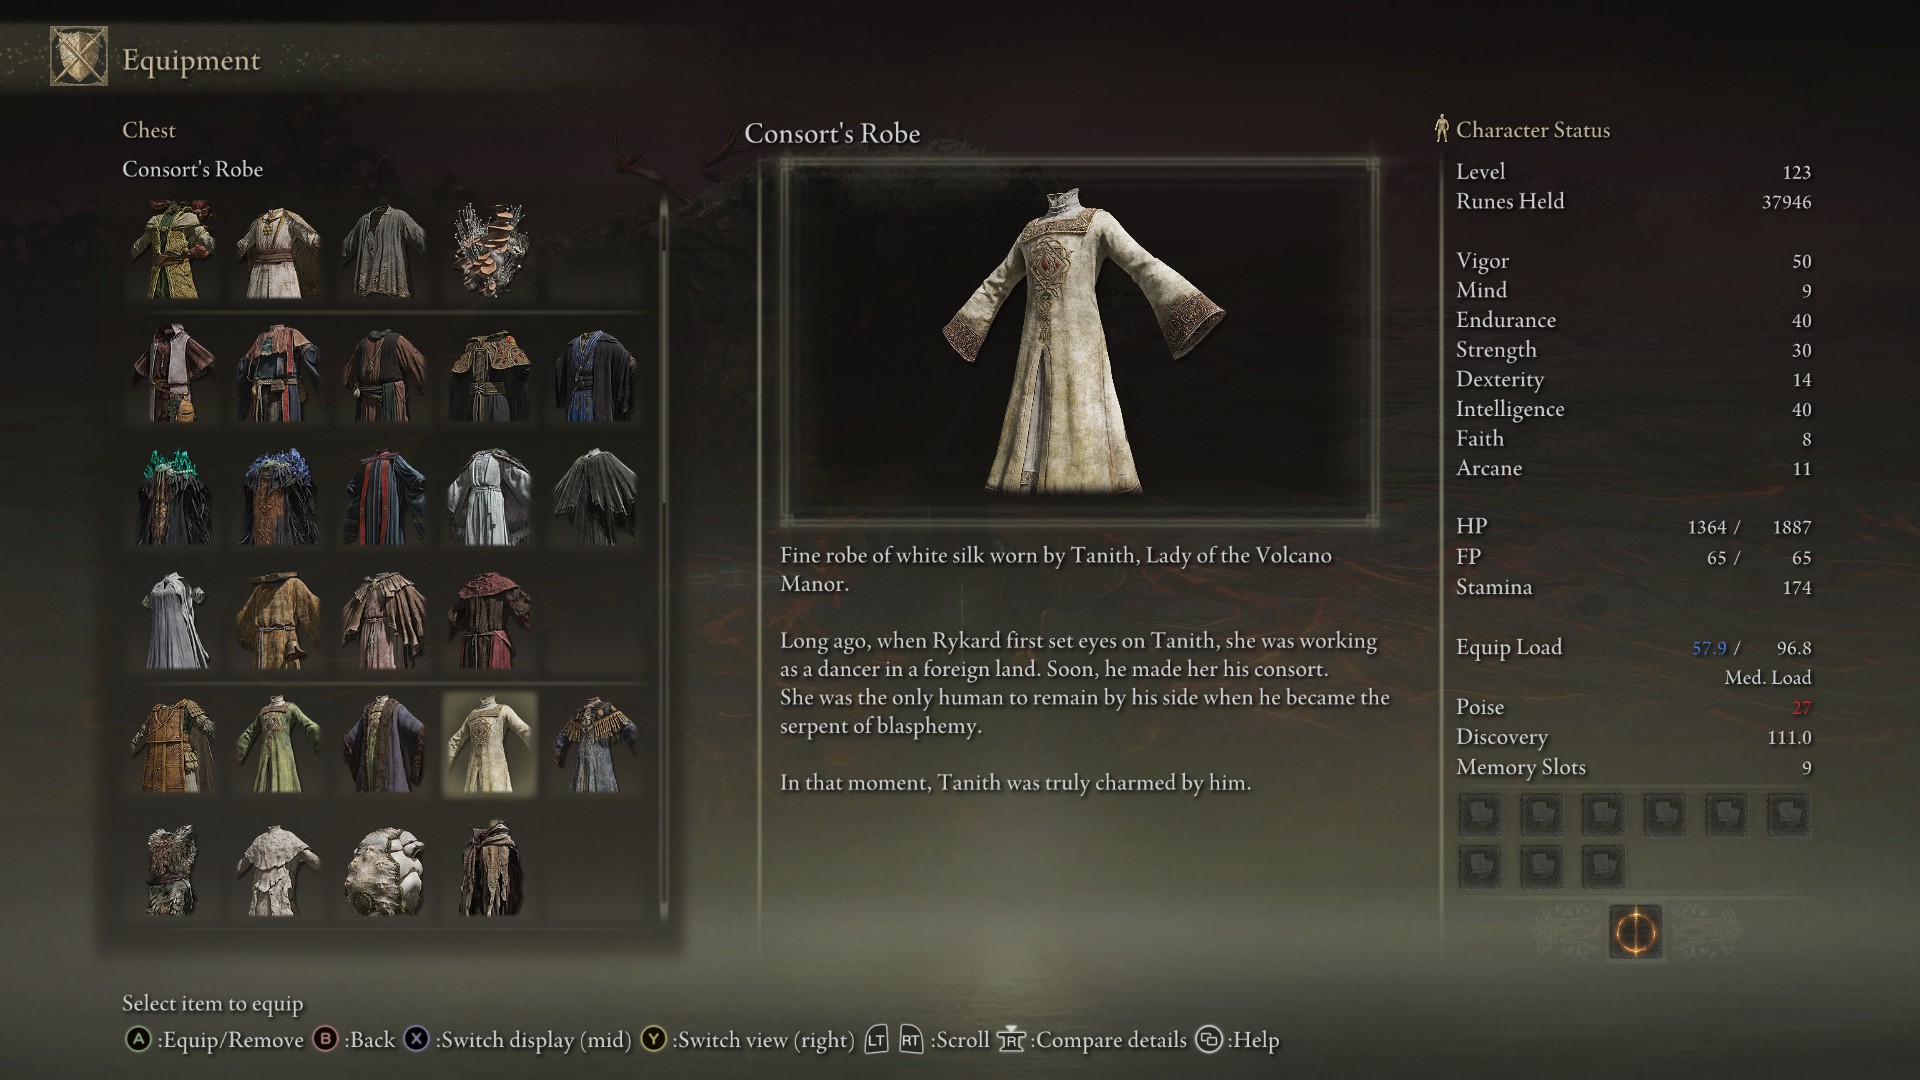 Equipment
Chest
Consort's Robe
Consort's Robe
Fine robe of white silk worn by Tanith, Lady of the Volcano
Manor.
Long ago, when Rykard first set eyes on Tanith, she was working
as a dancer in a foreign land. Soon, he made her his consort.
She was the only human to remain by his side when he became the
serpent of blasphemy.
In that moment, Tanith was truly charmed by him.
Character Status
Level 123
Runes Held 37946
Vigor 50
Mind 9
Endurance 40
Strength 30
Dexterity 14
Intelligence 40
Faith 8
Arcane 11
HP 1364 / 1887
FP 65 / 65
Stamina 174
Equip Load 57.9 / 96.8
Med. Load
Poise 27
Discovery 111.0
Memory Slots 9
Select item to equip
A :Equip/Remove B :Back X :Switch display (mid) Y :Switch view (right) LT RT :Scroll R :Compare details :Help